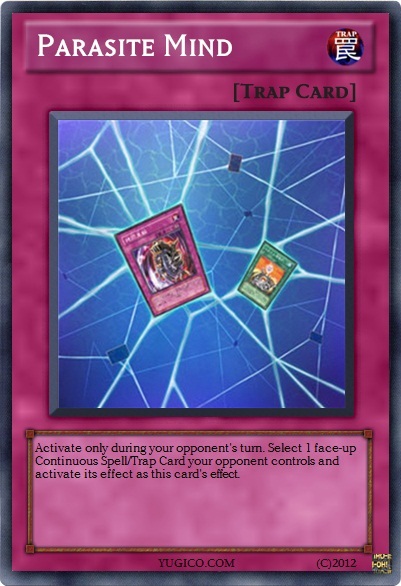 PARASITE MIND
TRAP
罠
[TRAP CARD]
Activate only during your opponent's turn. Select 1 face-up
Continuous Spell/Trap Card your opponent controls and
activate its effect as this card's effect.
YUGICO.COM (C)2012